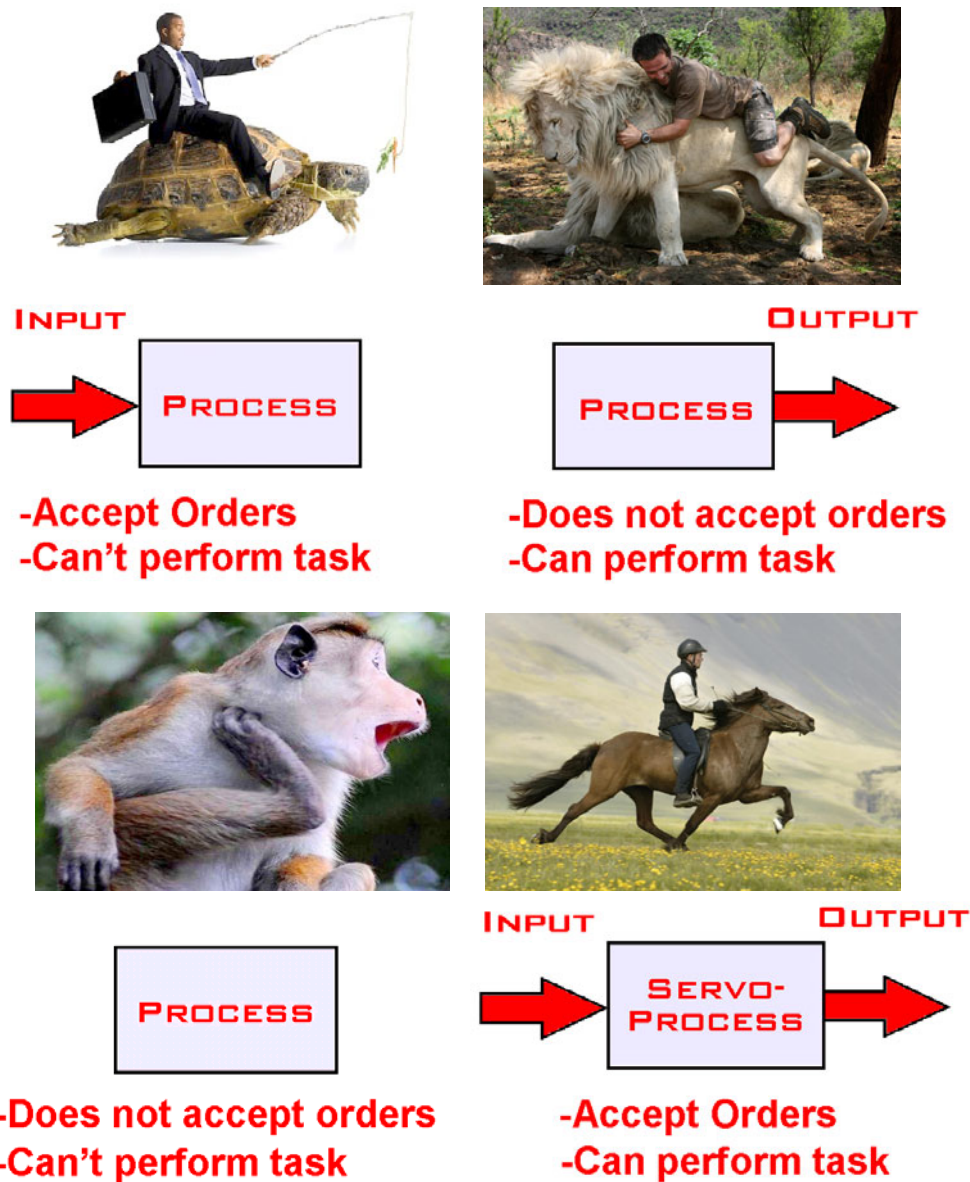 INPUT
OUTPUT
PROCESS
PROCESS
-Accept Orders
-Can't perform task
-Does not accept orders
-Can perform task
INPUT
OUTPUT
PROCESS
SERVO-
PROCESS
-Does not accept orders
-Can't perform task
-Accept Orders
-Can perform task